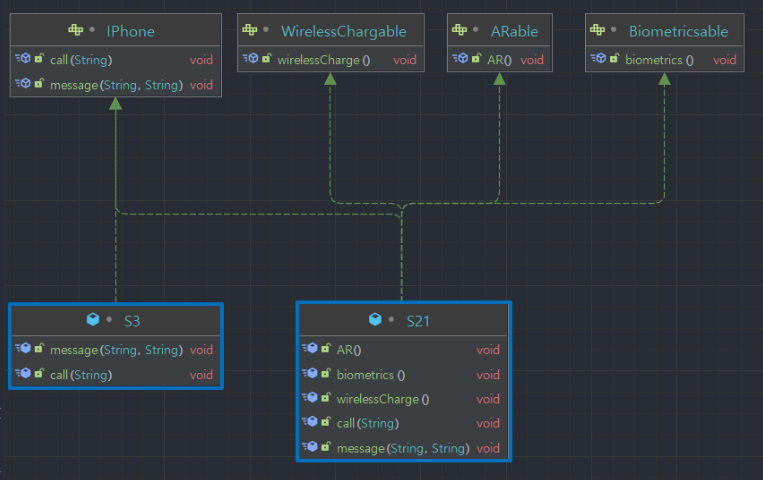 IPhone
call(String) void
message(String, String) void
WirelessChargable
wirelessCharge() void
ARable
AR() void
Biometricsable
biometrics() void
S3
message(String, String) void
call(String) void
S21
AR() void
biometrics() void
wirelessCharge() void
call(String) void
message(String, String) void